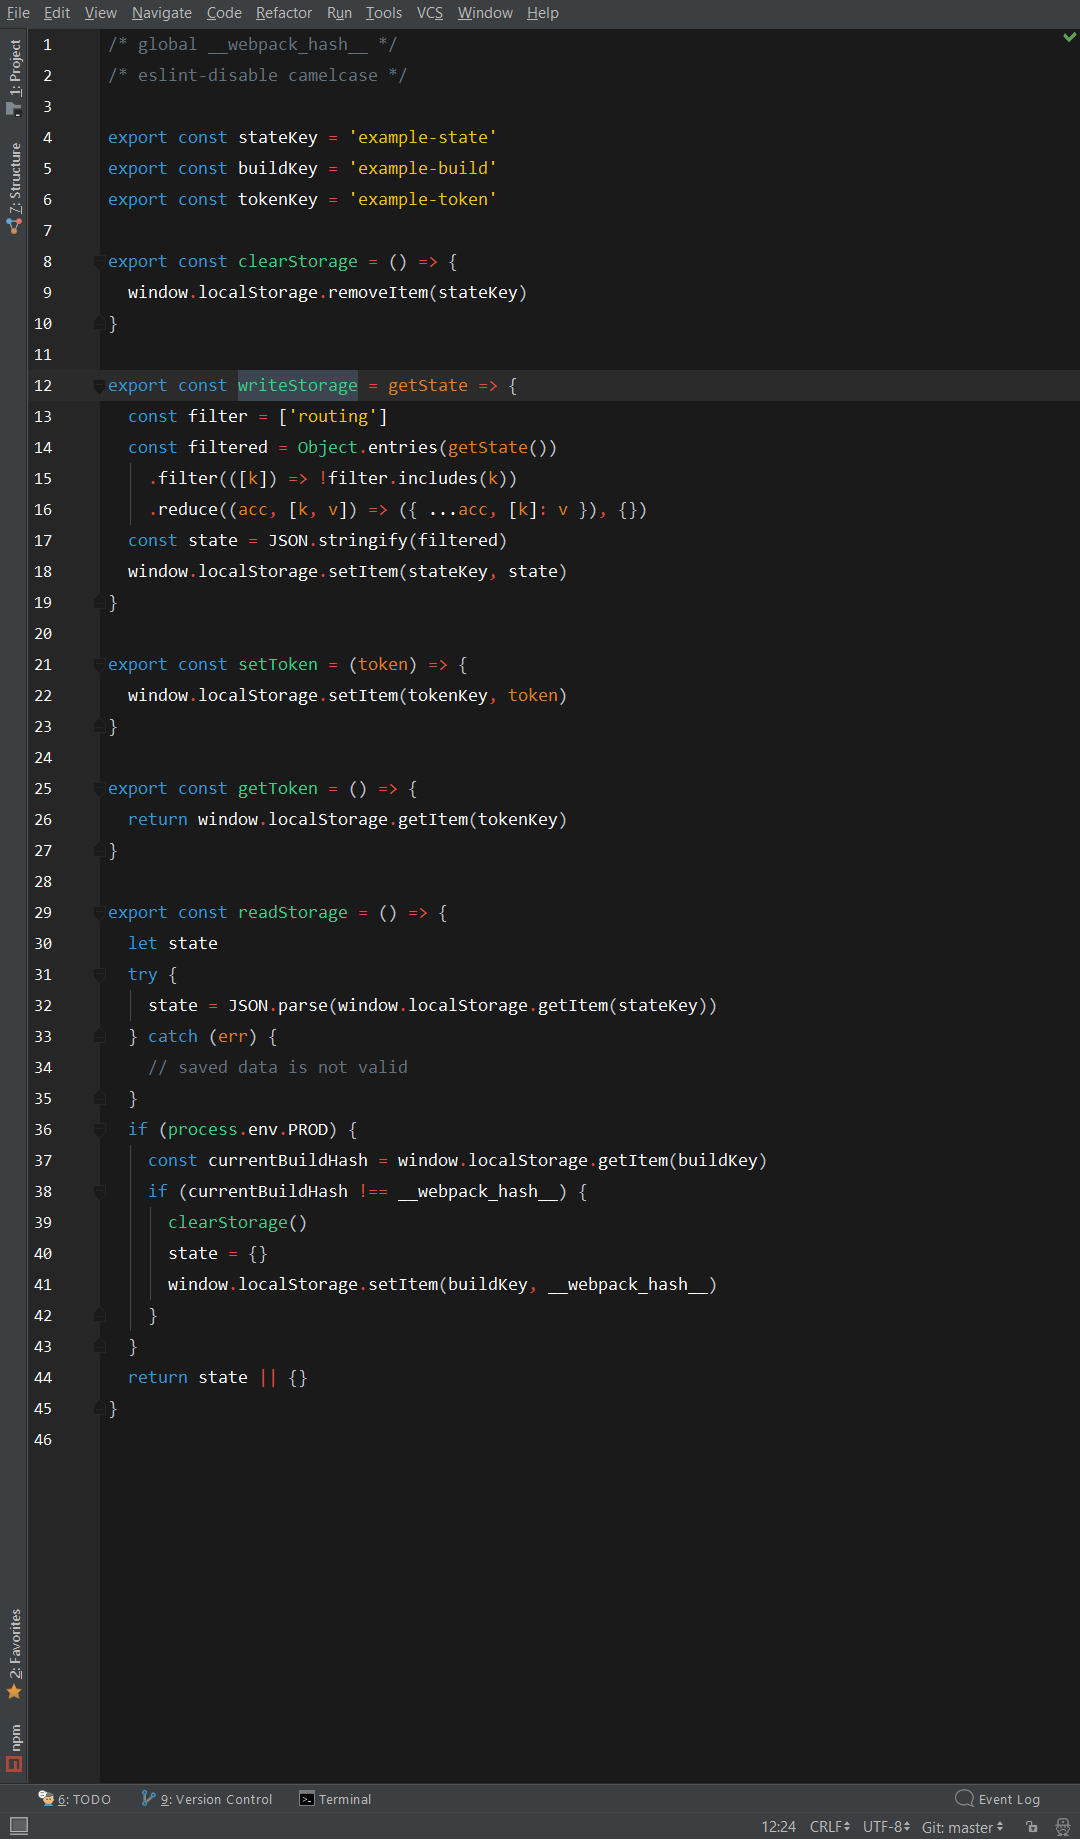 File Edit View Navigate Code Refactor Run Tools VCS Window Help
1: Project
7: Structure
2: Favorites
npm
1 /* global __webpack_hash__ */
2 /* eslint-disable camelcase */
3
4 export const stateKey = 'example-state'
5 export const buildKey = 'example-build'
6 export const tokenKey = 'example-token'
7
8 export const clearStorage = () => {
9   window.localStorage.removeItem(stateKey)
10 }
11
12 export const writeStorage = getState => {
13   const filter = ['routing']
14   const filtered = Object.entries(getState())
15     .filter(([k]) => !filter.includes(k))
16     .reduce((acc, [k, v]) => ({ ...acc, [k]: v }), {})
17   const state = JSON.stringify(filtered)
18   window.localStorage.setItem(stateKey, state)
19 }
20
21 export const setToken = (token) => {
22   window.localStorage.setItem(tokenKey, token)
23 }
24
25 export const getToken = () => {
26   return window.localStorage.getItem(tokenKey)
27 }
28
29 export const readStorage = () => {
30   let state
31   try {
32     state = JSON.parse(window.localStorage.getItem(stateKey))
33   } catch (err) {
34     // saved data is not valid
35   }
36   if (process.env.PROD) {
37     const currentBuildHash = window.localStorage.getItem(buildKey)
38     if (currentBuildHash !== __webpack_hash__) {
39       clearStorage()
40       state = {}
41       window.localStorage.setItem(buildKey, __webpack_hash__)
42     }
43   }
44   return state || {}
45 }
46
6: TODO 9: Version Control Terminal Event Log
12:24 CRLF UTF-8 Git: master